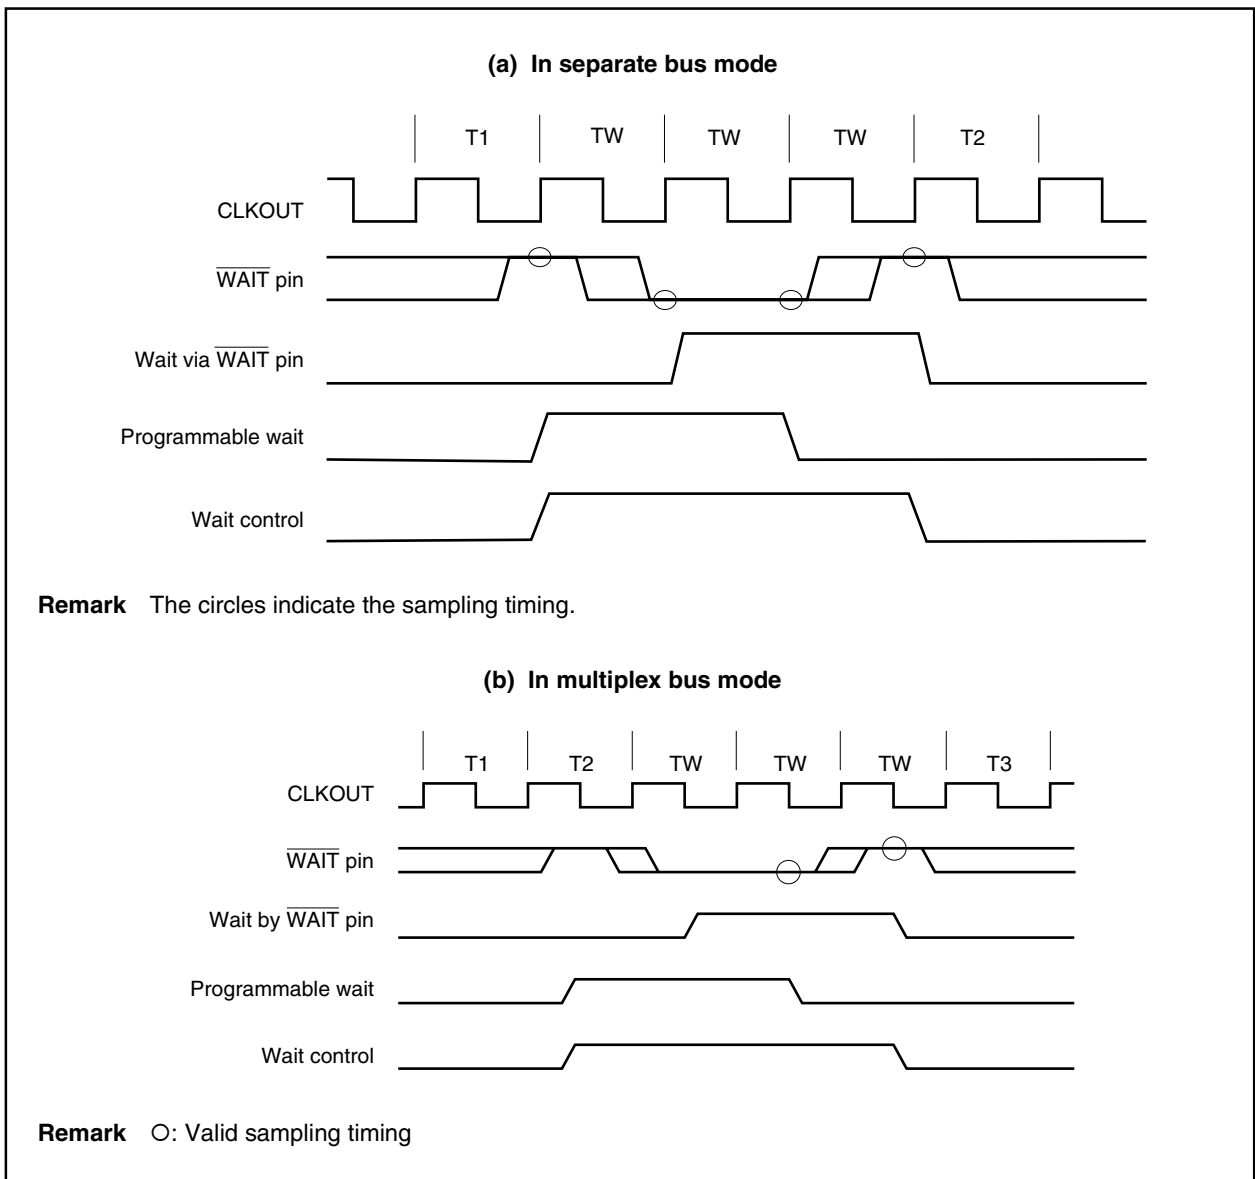 (a) In separate bus mode
T1 TW TW TW T2
CLKOUT
WAIT pin
Wait via WAIT pin
Programmable wait
Wait control
Remark The circles indicate the sampling timing.
(b) In multiplex bus mode
T1 T2 TW TW TW T3
CLKOUT
WAIT pin
Wait by WAIT pin
Programmable wait
Wait control
Remark ○: Valid sampling timing